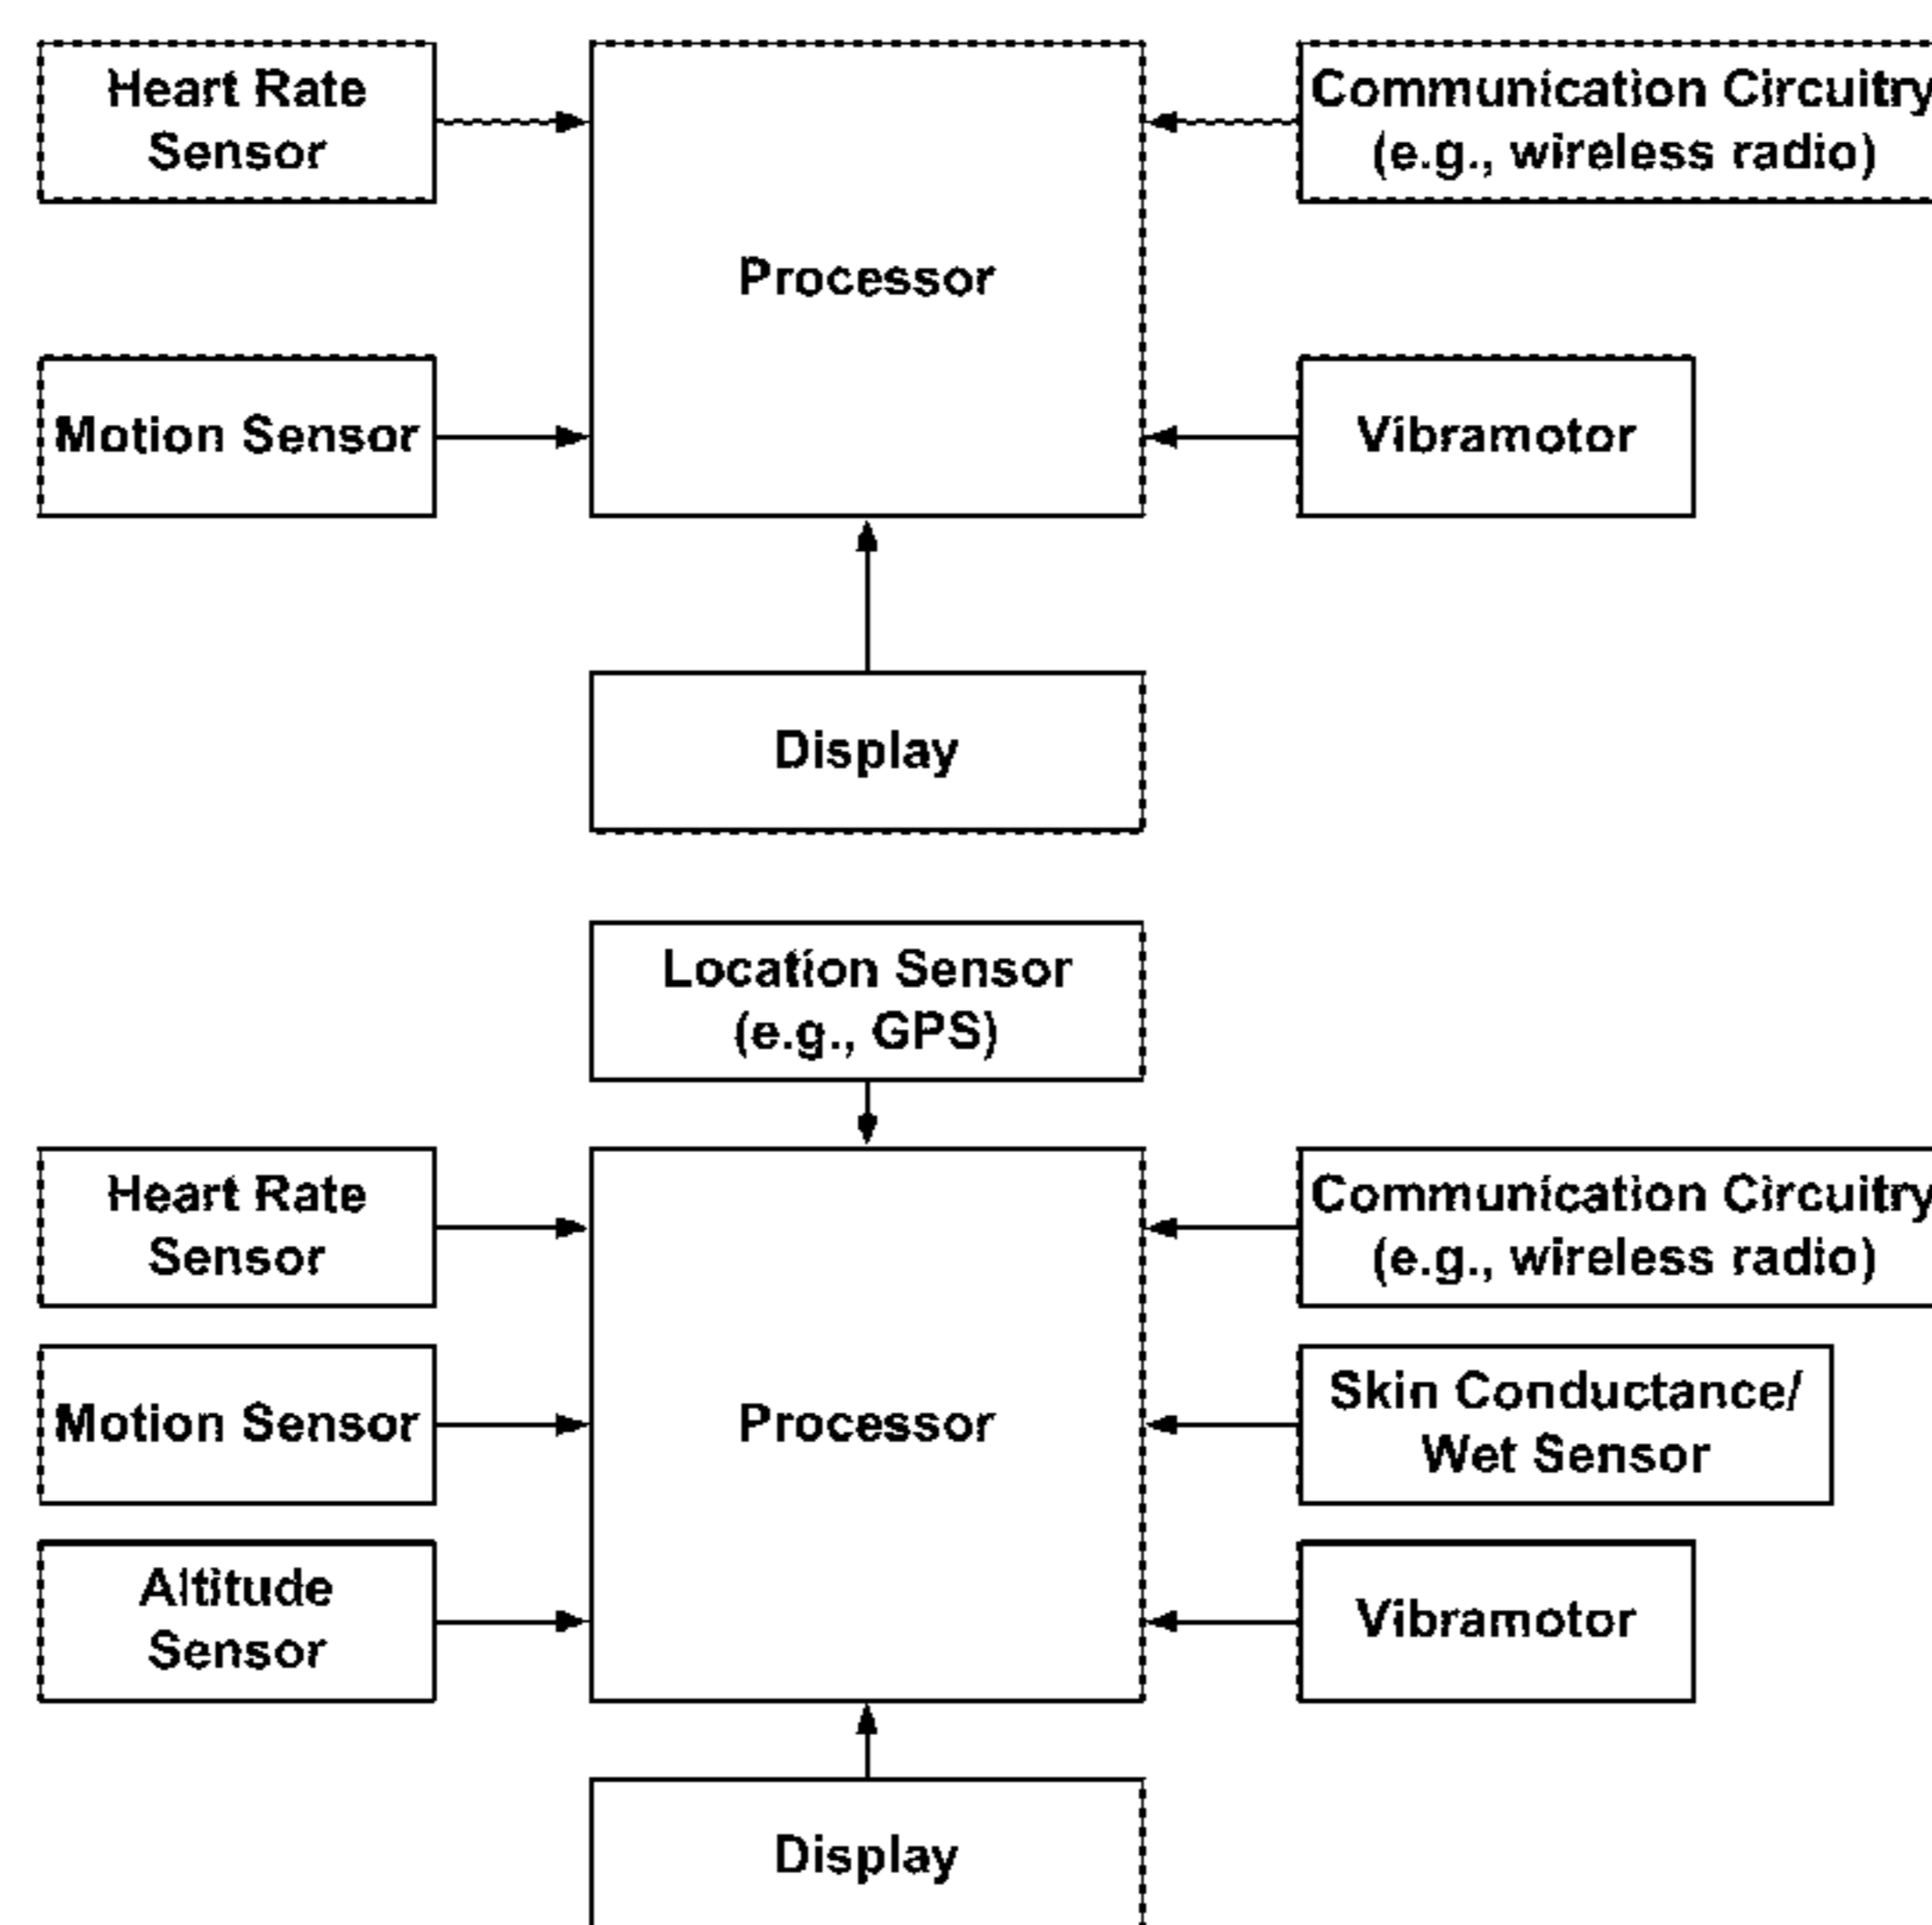 Heart Rate
Sensor
Communication Circuitry
(e.g., wireless radio)
Processor
Motion Sensor
Vibramotor
Display
Location Sensor
(e.g., GPS)
Heart Rate
Sensor
Communication Circuitry
(e.g., wireless radio)
Motion Sensor
Processor
Skin Conductance/
Wet Sensor
Altitude
Sensor
Vibramotor
Display